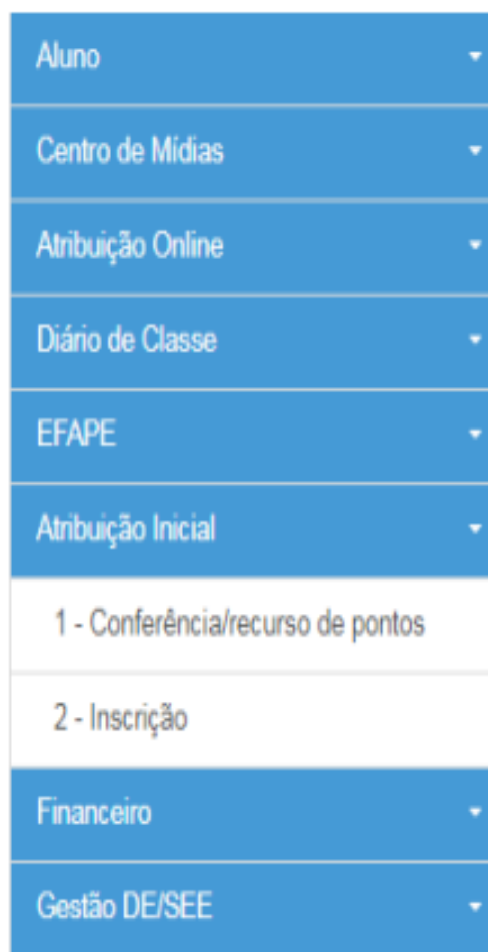 Aluno
Centro de Mídias
Atribuição Online
Diário de Classe
EFAPE
Atribuição Inicial
1 - Conferência/recurso de pontos
2 - Inscrição
Financeiro
Gestão DE/SEE